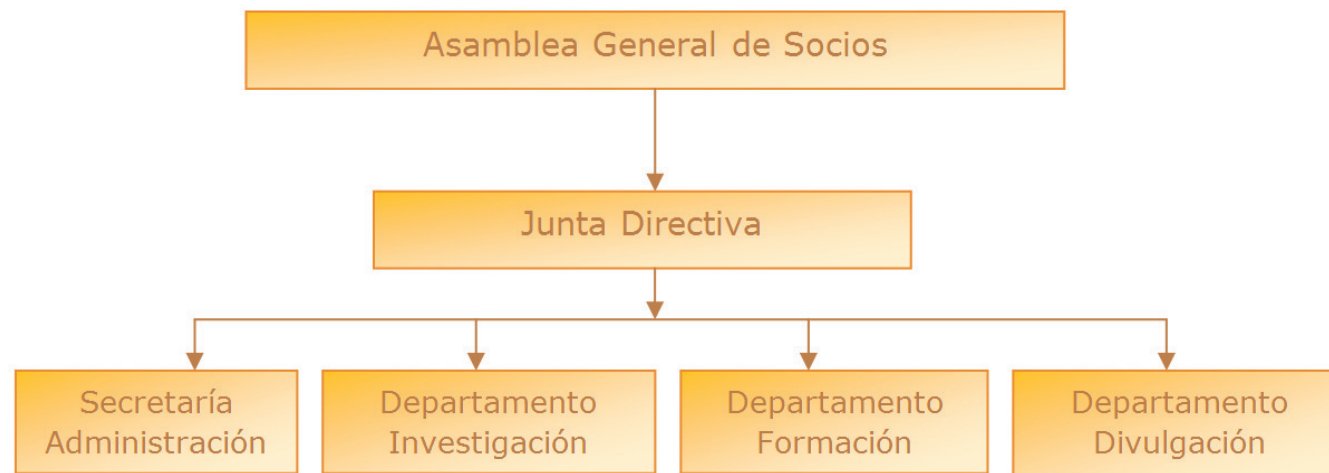 Asamblea General de Socios
Junta Directiva
Secretaría
Administración
Departamento
Investigación
Departamento
Formación
Departamento
Divulgación